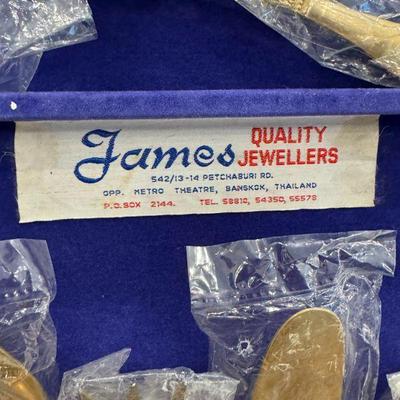 James QUALITY JEWELLERS
542/13-14 PETCHABURI RD.
OPP. METRO THEATRE, BANGKOK, THAILAND
P.O.BOX 2144. TEL. 58810, 54350, 55578